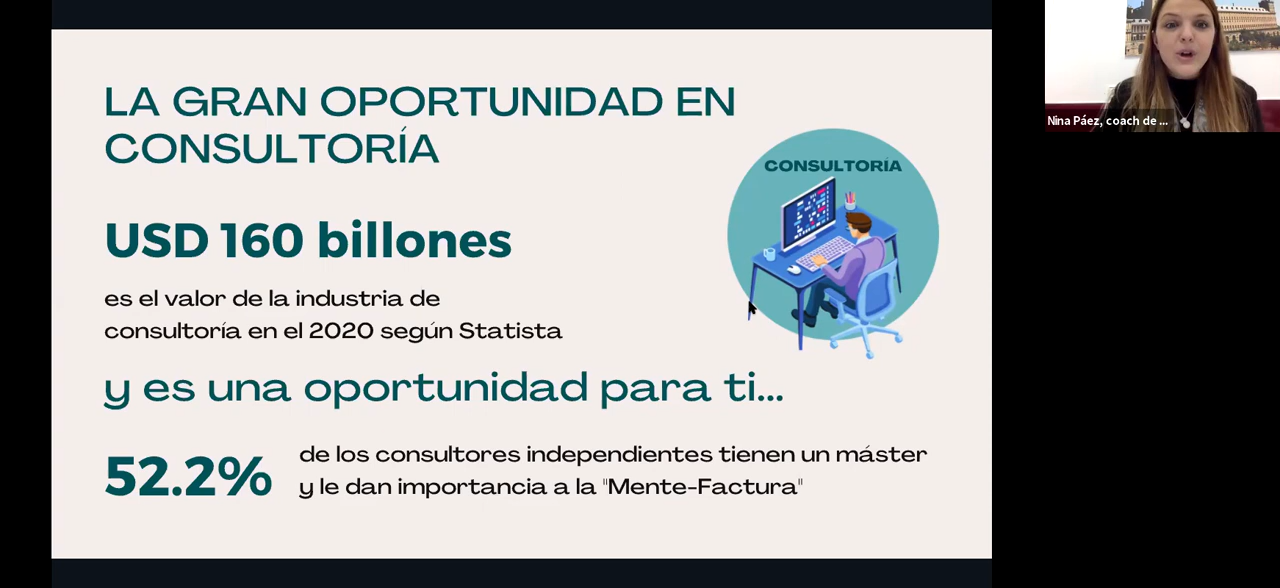 LA GRAN OPORTUNIDAD EN
CONSULTORÍA
CONSULTORÍA
USD 160 billones
es el valor de la industria de
consultoría en el 2020 según Statista
y es una oportunidad para ti...
52.2%
de los consultores independientes tienen un máster
y le dan importancia a la "Mente-Factura"
Nina Páez, coach de ...